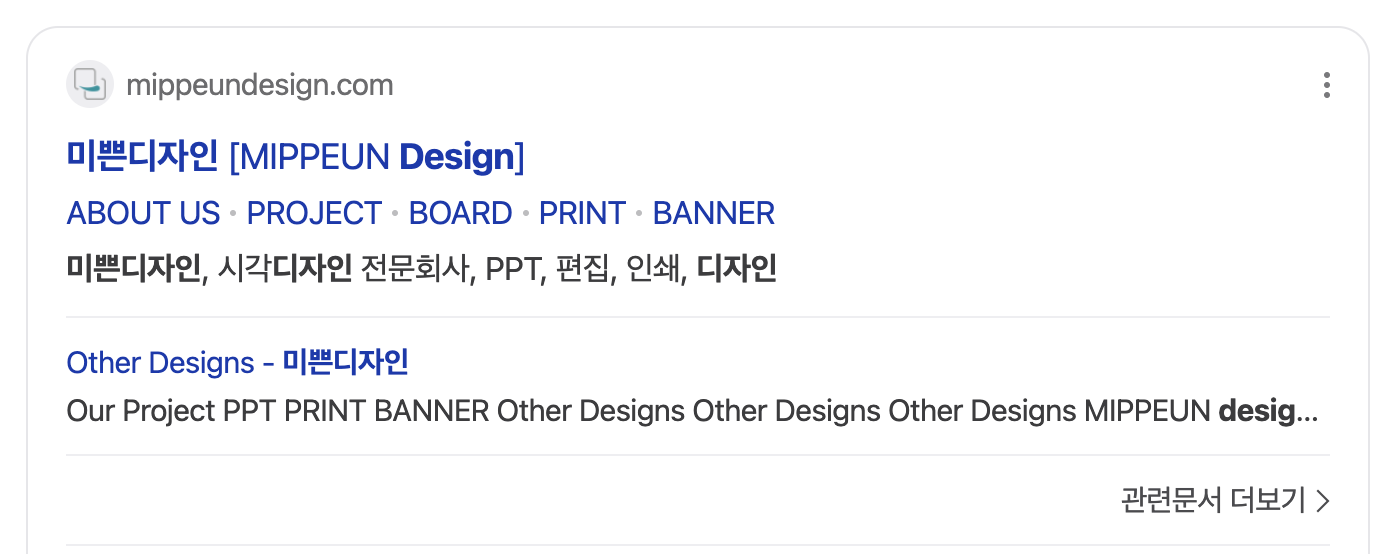 mippeundesign.com
미쁜디자인 [MIPPEUN Design]
ABOUT US · PROJECT · BOARD · PRINT · BANNER
미쁜디자인, 시각디자인 전문회사, PPT, 편집, 인쇄, 디자인
Other Designs - 미쁜디자인
Our Project PPT PRINT BANNER Other Designs Other Designs Other Designs MIPPEUN desig...
관련문서 더보기 >